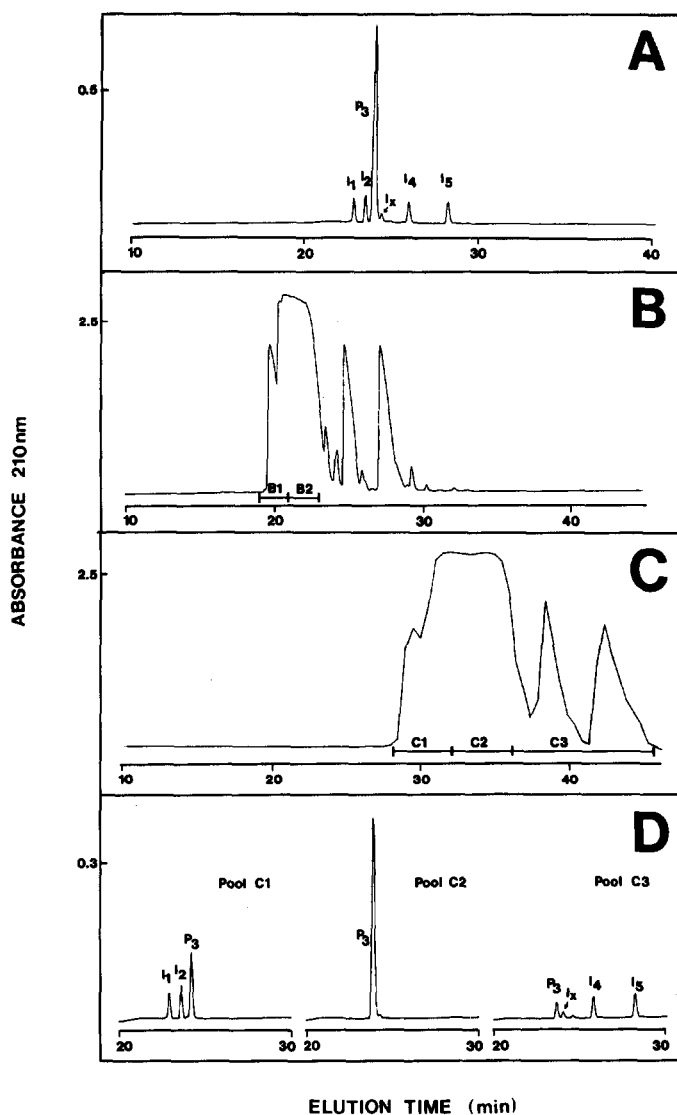 A
0.5
P3
I1 I2 Ix I4 I5
10 20 30 40
B
2.5
B1 B2
10 20 30 40
ABSORBANCE 210nm
C
2.5
C1 C2 C3
10 20 30 40
D
0.3
Pool C1 Pool C2 Pool C3
I1 I2 P3
P3
P3 Ix I4 I5
20 30 20 30 20 30
ELUTION TIME (min)